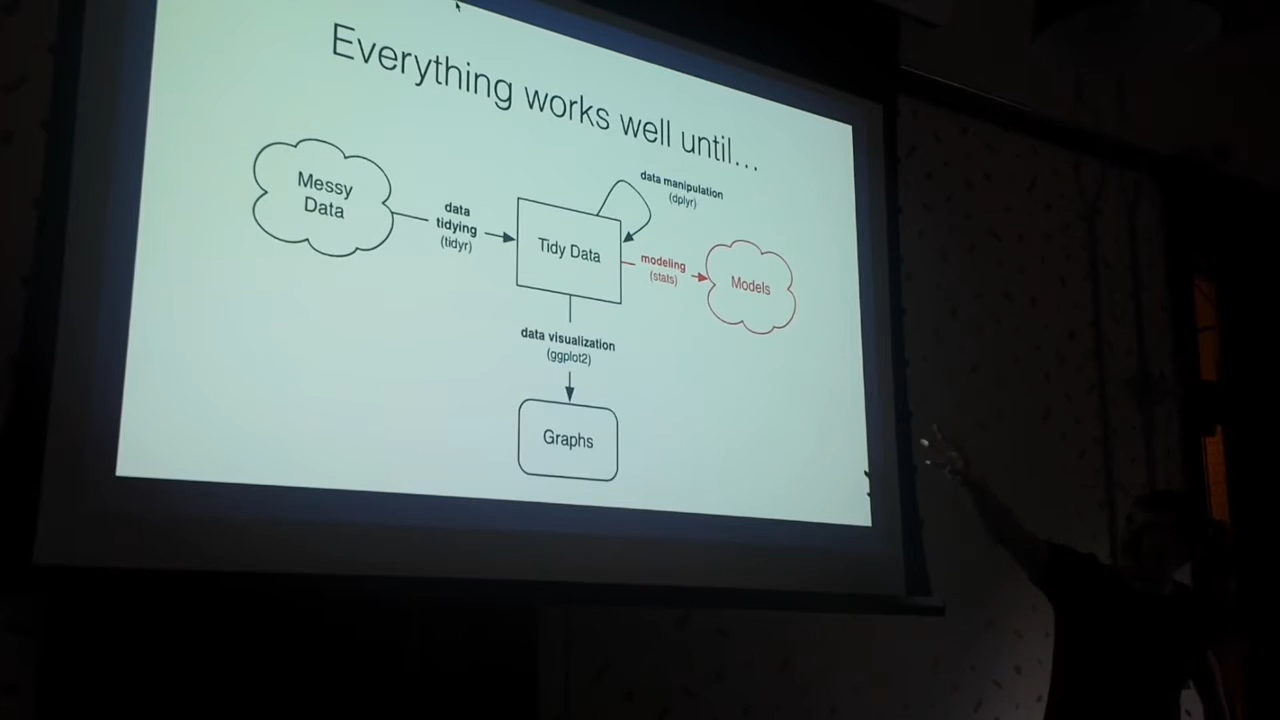 Everything works well until...
Messy
Data
data
tidying
(tidyr)
Tidy Data
data manipulation
(dplyr)
modeling
(stats)
Models
data visualization
(ggplot2)
Graphs